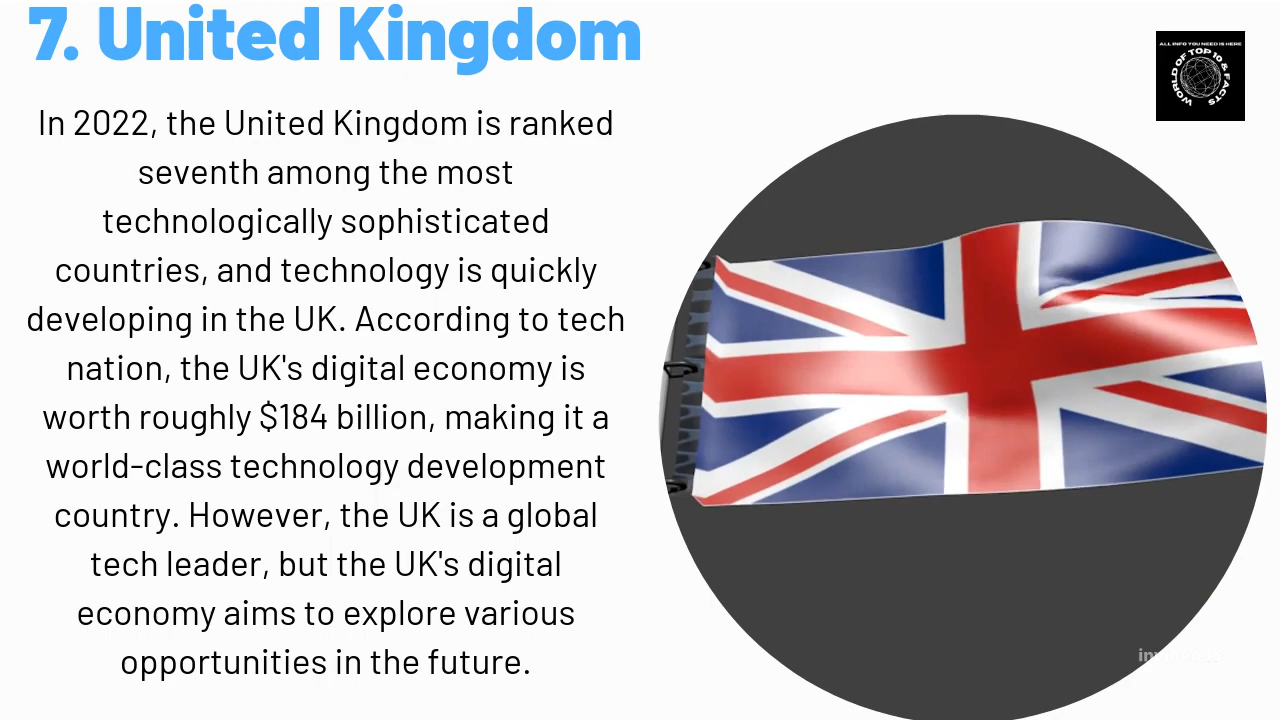 7. United Kingdom
ALL INFO YOU NEED IS HERE
WORLD OF TOP 10 & FACTS
In 2022, the United Kingdom is ranked
seventh among the most
technologically sophisticated
countries, and technology is quickly
developing in the UK. According to tech
nation, the UK's digital economy is
worth roughly $184 billion, making it a
world-class technology development
country. However, the UK is a global
tech leader, but the UK's digital
economy aims to explore various
opportunities in the future.